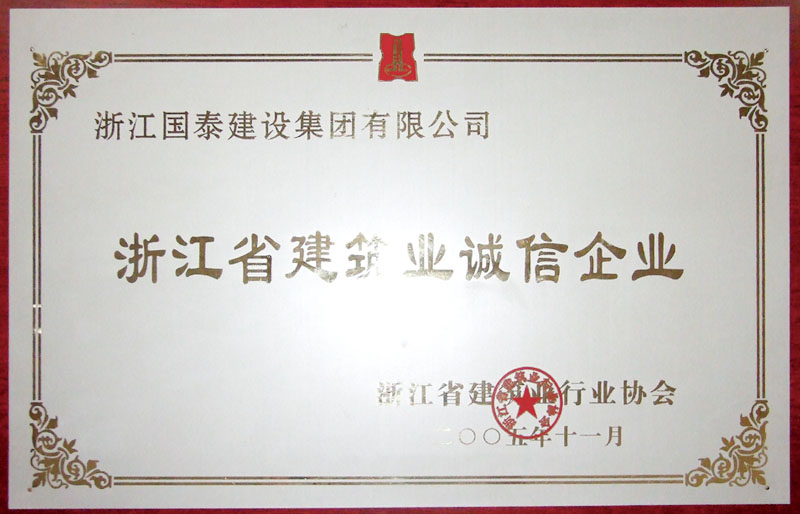 浙江国泰建设集团有限公司
浙江省建筑业诚信企业
浙江省建筑业行业协会
二〇〇五年十一月